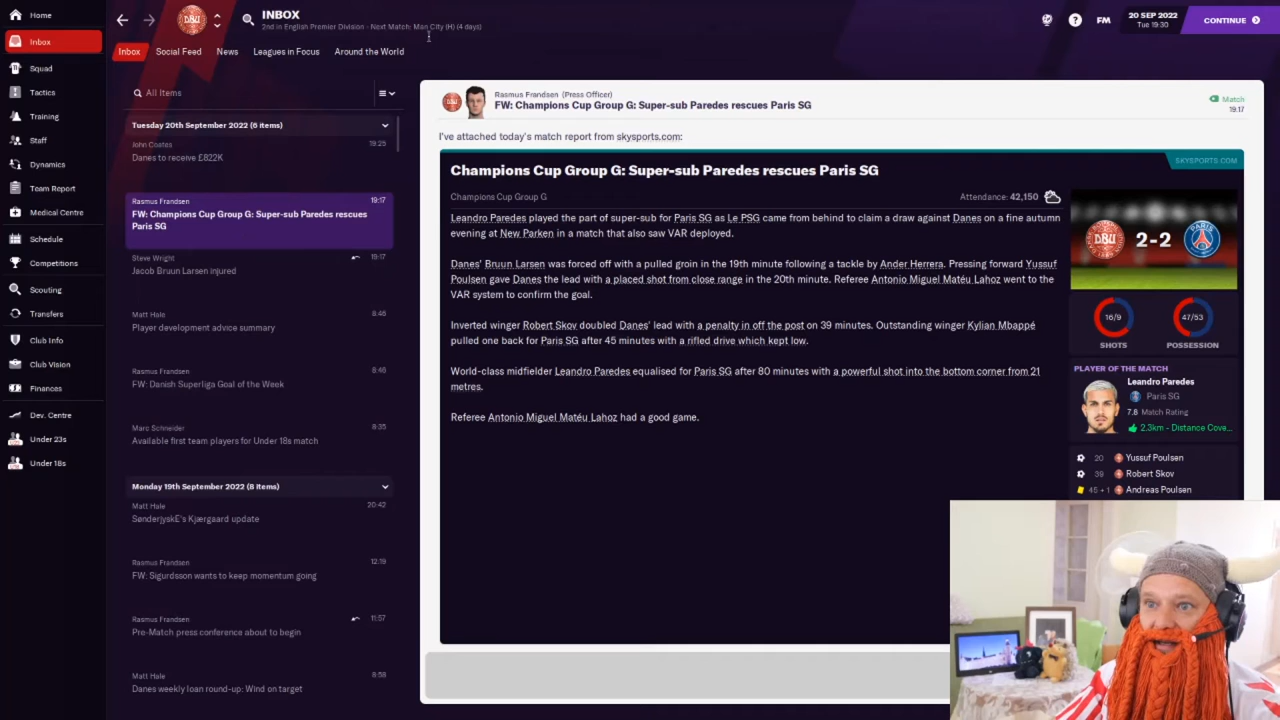 Home
Inbox
Squad
Tactics
Training
Staff
Dynamics
Team Report
Medical Centre
Schedule
Competitions
Scouting
Transfers
Club Info
Club Vision
Finances
Dev. Centre
Under 23s
Under 18s
DBU
INBOX
2nd in English Premier Division - Next Match: Man City (H) (4 days)
FM
20 SEP 2022
Tue 19:30
CONTINUE
Inbox Social Feed News Leagues in Focus Around the World
All Items
Tuesday 20th September 2022 (6 items)
John Coates 19:25
Danes to receive £822K
Rasmus Frandsen 19:17
FW: Champions Cup Group G: Super-sub Paredes rescues
Paris SG
Steve Wright 19:17
Jacob Bruun Larsen injured
Matt Hale 8:46
Player development advice summary
Rasmus Frandsen 8:46
FW: Danish Superliga Goal of the Week
Marc Schneider 8:35
Available first team players for Under 18s match
Monday 19th September 2022 (8 items)
Matt Hale 20:42
SønderjyskE's Kjærgaard update
Rasmus Frandsen 12:19
FW: Sigurdsson wants to keep momentum going
Rasmus Frandsen 11:57
Pre-Match press conference about to begin
Matt Hale 8:58
Danes weekly loan round-up: Wind on target
Rasmus Frandsen (Press Officer)
FW: Champions Cup Group G: Super-sub Paredes rescues Paris SG
Match
19:17
I've attached today's match report from skysports.com:
SKYSPORTS.COM
Champions Cup Group G: Super-sub Paredes rescues Paris SG
Champions Cup Group G
Attendance: 42,150
Leandro Paredes played the part of super-sub for Paris SG as Le PSG came from behind to claim a draw against Danes on a fine autumn
evening at New Parken in a match that also saw VAR deployed.
Danes' Bruun Larsen was forced off with a pulled groin in the 19th minute following a tackle by Ander Herrera. Pressing forward Yussuf
Poulsen gave Danes the lead with a placed shot from close range in the 20th minute. Referee Antonio Miguel Matéu Lahoz went to the
VAR system to confirm the goal.
Inverted winger Robert Skov doubled Danes' lead with a penalty in off the post on 39 minutes. Outstanding winger Kylian Mbappé
pulled one back for Paris SG after 45 minutes with a rifled drive which kept low.
World-class midfielder Leandro Paredes equalised for Paris SG after 80 minutes with a powerful shot into the bottom corner from 21
metres.
Referee Antonio Miguel Matéu Lahoz had a good game.
DBU 2-2 PARIS
16/9 47/53
SHOTS POSSESSION
PLAYER OF THE MATCH
Leandro Paredes
Paris SG
7.8 Match Rating
2.3km - Distance Cove...
20 Yussuf Poulsen
39 Robert Skov
45 + 1 Andreas Poulsen